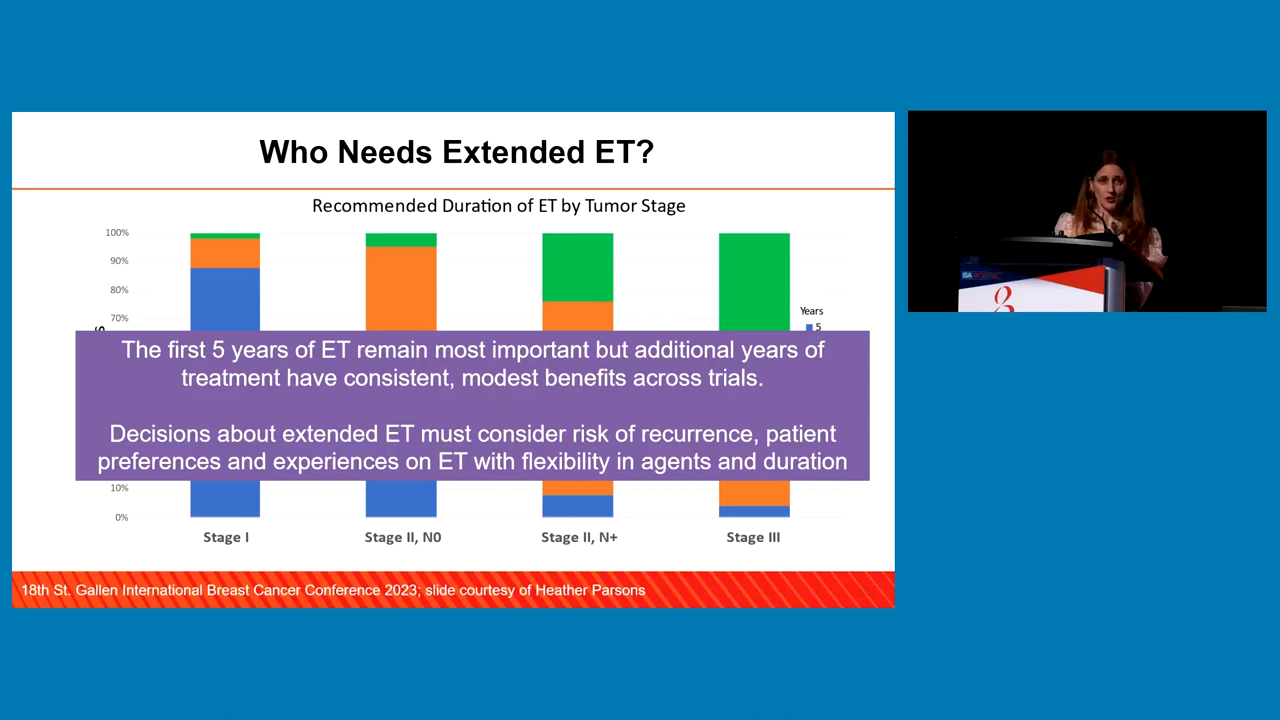 Who Needs Extended ET?
Recommended Duration of ET by Tumor Stage
100%
90%
80%
70%
Years
5
The first 5 years of ET remain most important but additional years of
treatment have consistent, modest benefits across trials.
Decisions about extended ET must consider risk of recurrence, patient
preferences and experiences on ET with flexibility in agents and duration
10%
0%
Stage I
Stage II, N0
Stage II, N+
Stage III
18th St. Gallen International Breast Cancer Conference 2023; slide courtesy of Heather Parsons